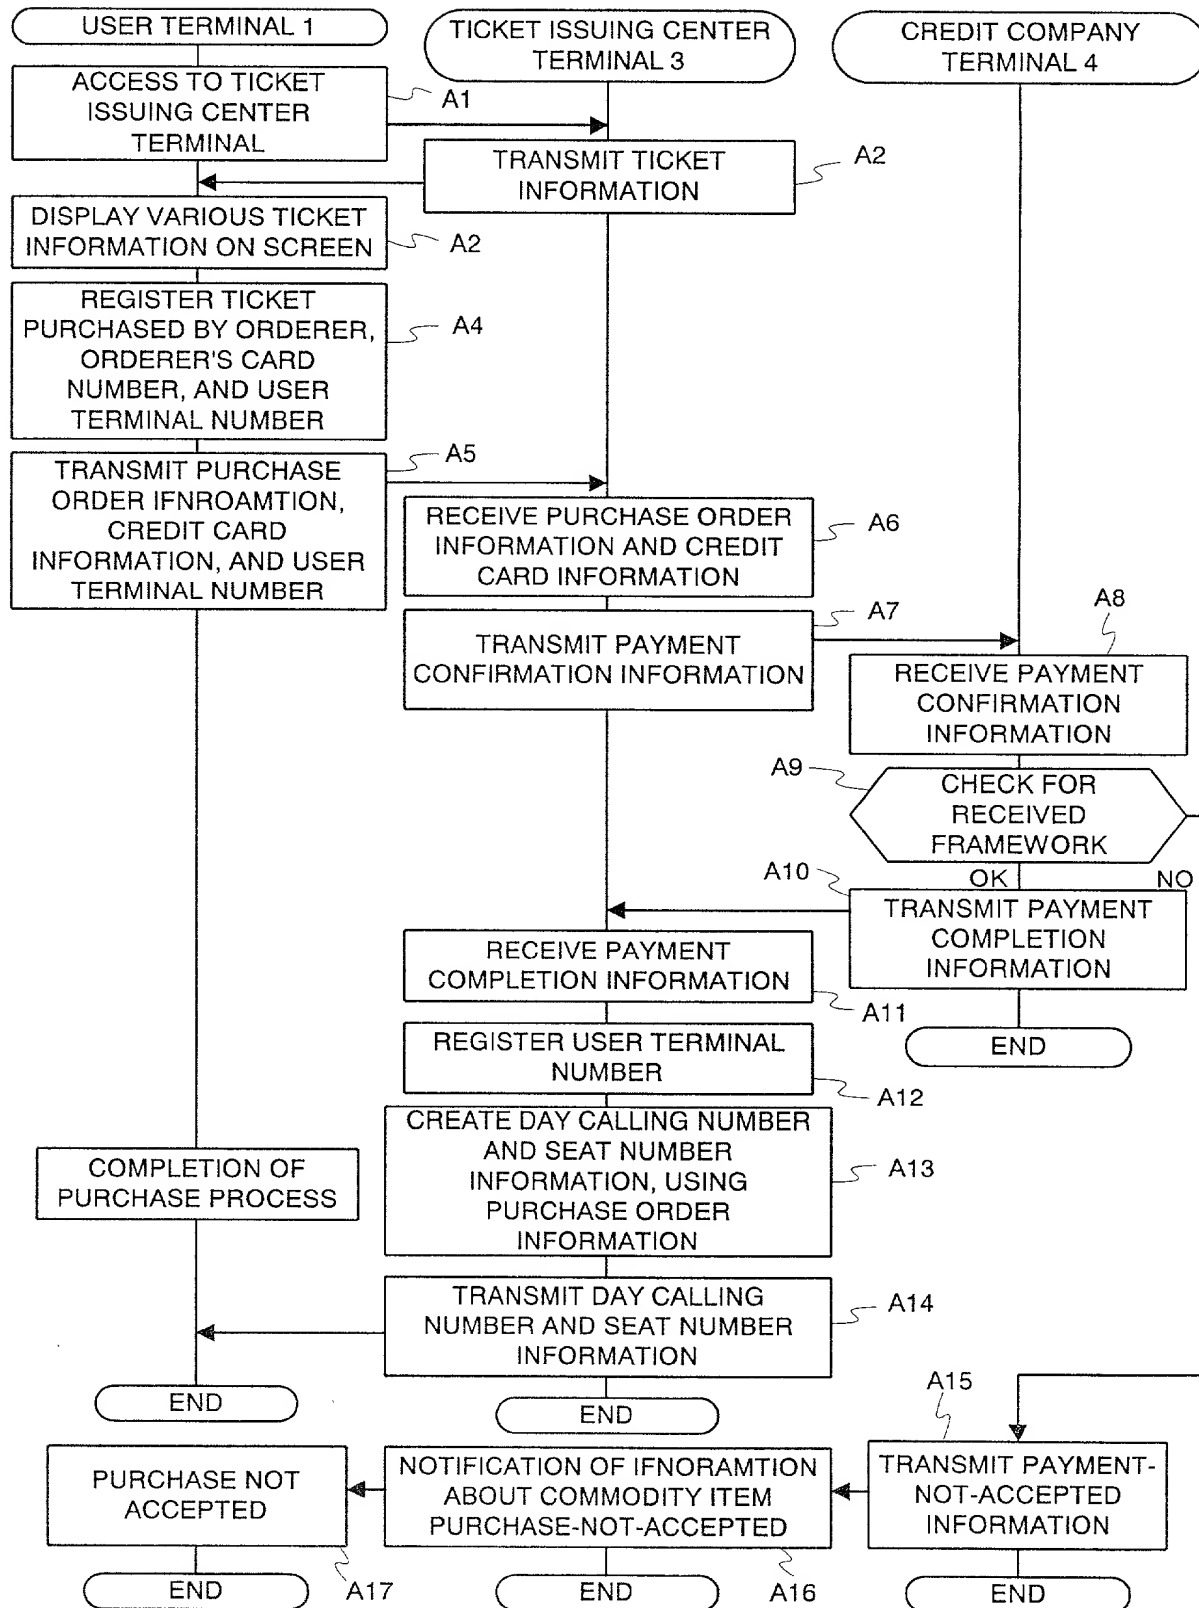 USER TERMINAL 1
TICKET ISSUING CENTER
TERMINAL 3
CREDIT COMPANY
TERMINAL 4
ACCESS TO TICKET
ISSUING CENTER
TERMINAL
A1
TRANSMIT TICKET
INFORMATION
A2
DISPLAY VARIOUS TICKET
INFORMATION ON SCREEN
A2
REGISTER TICKET
PURCHASED BY ORDERER,
ORDERER'S CARD
NUMBER, AND USER
TERMINAL NUMBER
A4
TRANSMIT PURCHASE
ORDER IFNROAMTION,
CREDIT CARD
INFORMATION, AND USER
TERMINAL NUMBER
A5
RECEIVE PURCHASE ORDER
INFORMATION AND CREDIT
CARD INFORMATION
A6
TRANSMIT PAYMENT
CONFIRMATION INFORMATION
A7
RECEIVE PAYMENT
CONFIRMATION
INFORMATION
A8
CHECK FOR
RECEIVED
FRAMEWORK
A9
OK
NO
TRANSMIT PAYMENT
COMPLETION
INFORMATION
A10
END
RECEIVE PAYMENT
COMPLETION INFORMATION
A11
REGISTER USER TERMINAL
NUMBER
A12
CREATE DAY CALLING NUMBER
AND SEAT NUMBER
INFORMATION, USING
PURCHASE ORDER
INFORMATION
A13
COMPLETION OF
PURCHASE PROCESS
TRANSMIT DAY CALLING
NUMBER AND SEAT NUMBER
INFORMATION
A14
END
END
TRANSMIT PAYMENT-
NOT-ACCEPTED
INFORMATION
A15
NOTIFICATION OF IFNORAMTION
ABOUT COMMODITY ITEM
PURCHASE-NOT-ACCEPTED
A16
PURCHASE NOT
ACCEPTED
A17
END
END
END